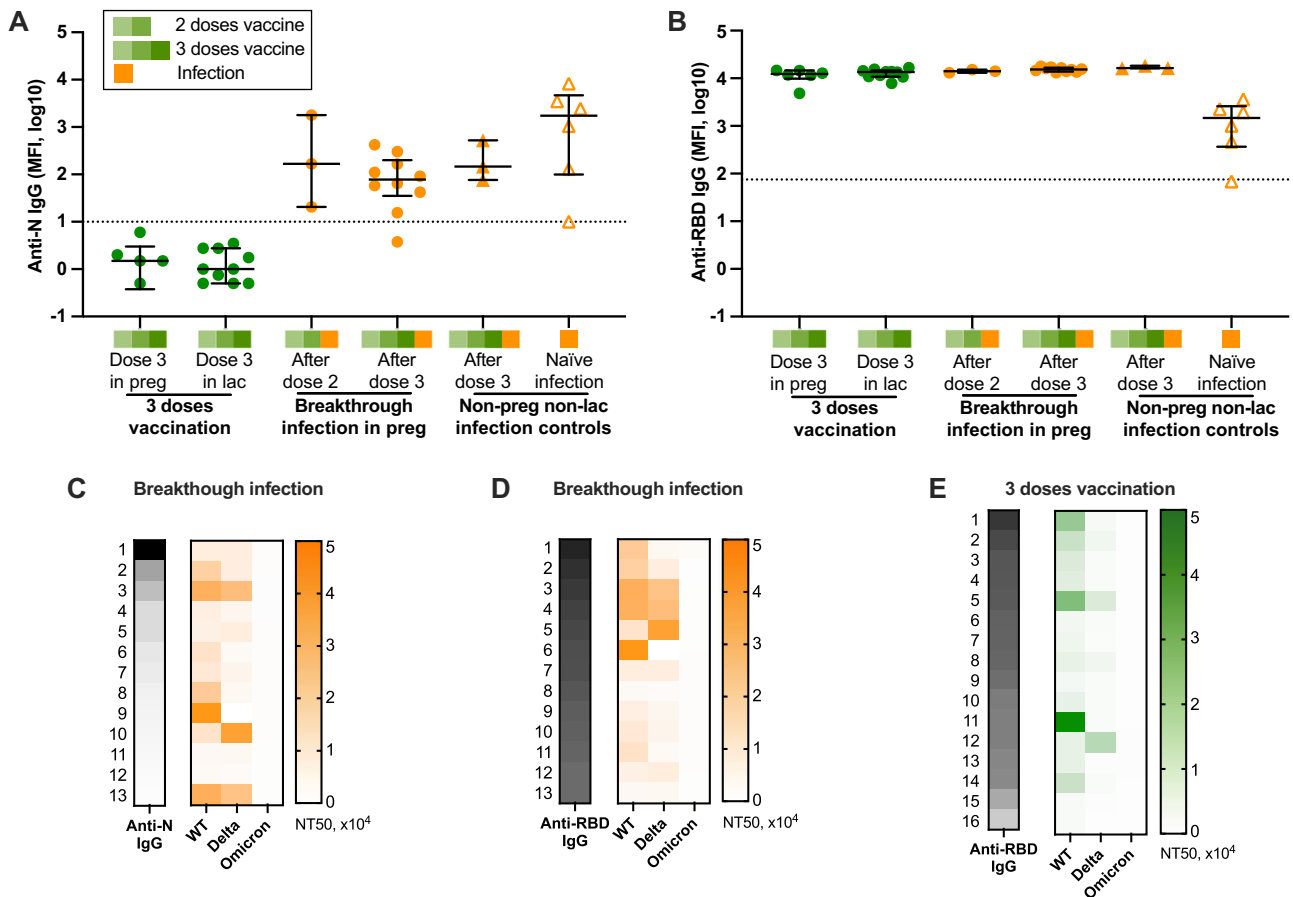 A
2 doses vaccine
3 doses vaccine
Infection
Anti-N IgG (MFI, log10)
5
4
3
2
1
0
-1
Dose 3 in preg
Dose 3 in lac
After dose 2
After dose 3
After dose 3
Naïve infection
3 doses vaccination
Breakthrough infection in preg
Non-preg non-lac infection controls
B
Anti-RBD IgG (MFI, log10)
5
4
3
2
1
0
-1
Dose 3 in preg
Dose 3 in lac
After dose 2
After dose 3
After dose 3
Naïve infection
3 doses vaccination
Breakthrough infection in preg
Non-preg non-lac infection controls
C
Breakthough infection
1
2
3
4
5
6
7
8
9
10
11
12
13
Anti-N IgG
WT
Delta
Omicron
5
4
3
2
1
0
NT50, x10⁴
D
Breakthough infection
1
2
3
4
5
6
7
8
9
10
11
12
13
Anti-RBD IgG
WT
Delta
Omicron
5
4
3
2
1
0
NT50, x10⁴
E
3 doses vaccination
1
2
3
4
5
6
7
8
9
10
11
12
13
14
15
16
Anti-RBD IgG
WT
Delta
Omicron
5
4
3
2
1
0
NT50, x10⁴